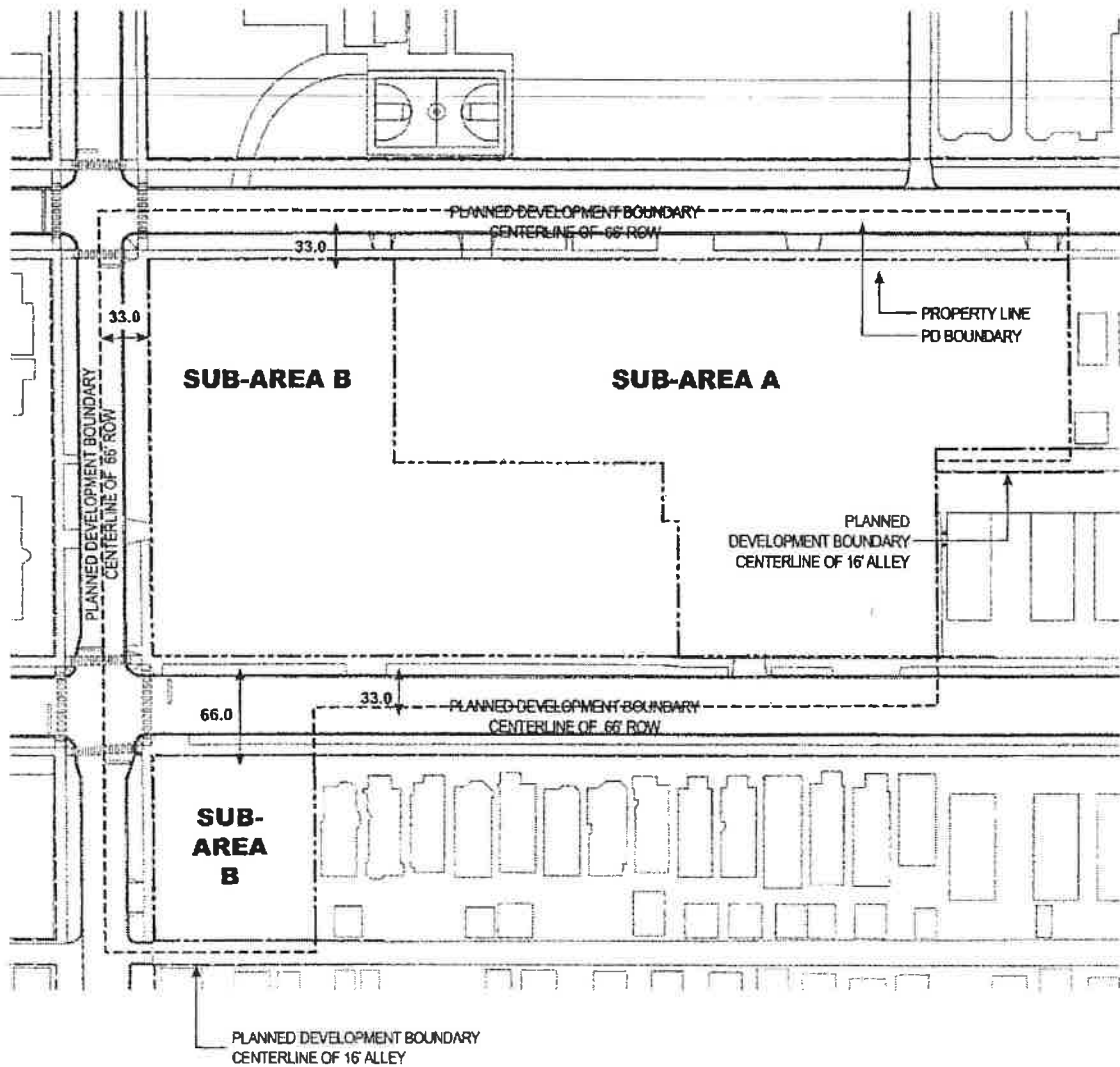 PLANNED DEVELOPMENT BOUNDARY
CENTERLINE OF 66' ROW
33.0
33.0
PROPERTY LINE
PD BOUNDARY
SUB-AREA B
SUB-AREA A
PLANNED DEVELOPMENT BOUNDARY
CENTERLINE OF 66' ROW
PLANNED
DEVELOPMENT BOUNDARY
CENTERLINE OF 16' ALLEY
66.0
33.0
PLANNED DEVELOPMENT BOUNDARY
CENTERLINE OF 66' ROW
SUB-
AREA
B
PLANNED DEVELOPMENT BOUNDARY
CENTERLINE OF 16' ALLEY